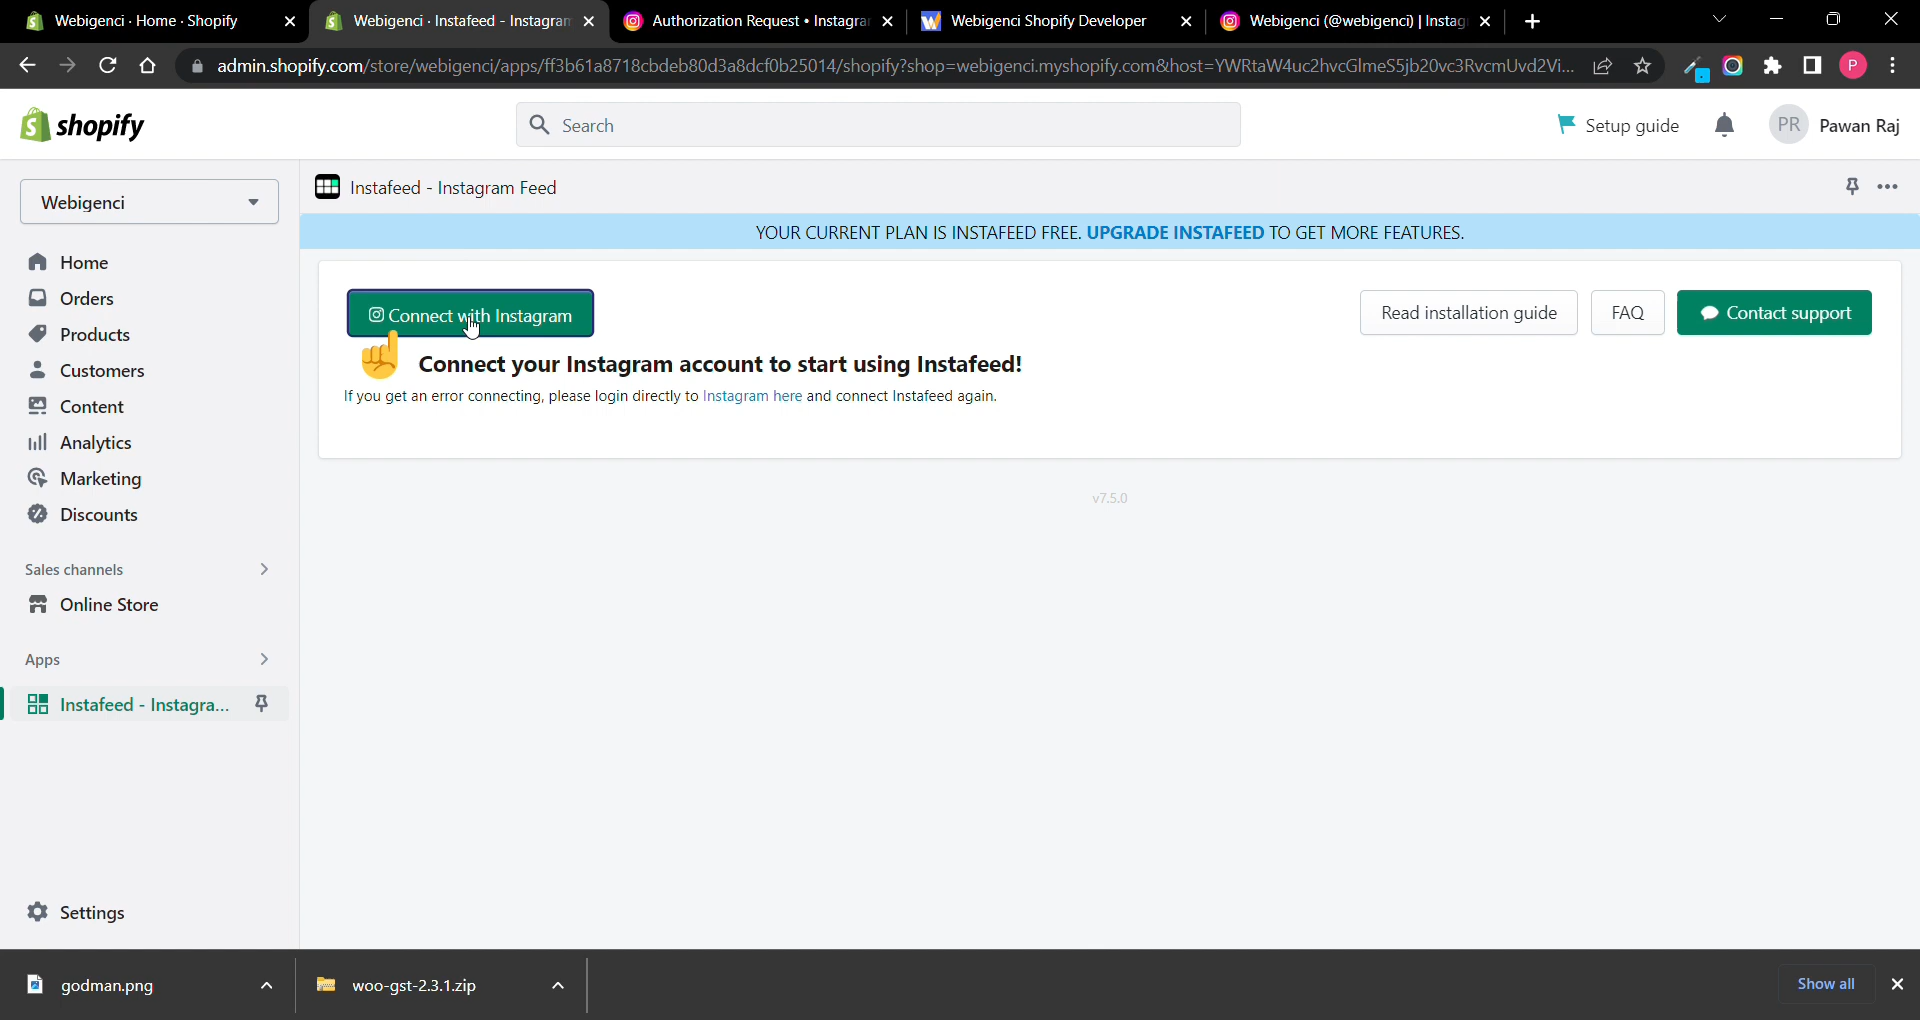 Webigenci · Home · Shopify
Webigenci · Instafeed - Instagram
Authorization Request • Instagra
Webigenci Shopify Developer
Webigenci (@webigenci) | Instag
admin.shopify.com/store/webigenci/apps/ff3b61a8718cbdeb80d3a8dcf0b25014/shopify?shop=webigenci.myshopify.com&host=YWRtaW4uc2hvcGlmeS5jb20vc3RvcmUvd2Vi...
P
shopify
Search
Setup guide
PR
Pawan Raj
Webigenci
Instafeed - Instagram Feed
YOUR CURRENT PLAN IS INSTAFEED FREE. UPGRADE INSTAFEED TO GET MORE FEATURES.
Home
Orders
Products
Customers
Content
Analytics
Marketing
Discounts
Sales channels
Online Store
Apps
Instafeed - Instagra...
Settings
Connect with Instagram
Read installation guide
FAQ
Contact support
Connect your Instagram account to start using Instafeed!
If you get an error connecting, please login directly to Instagram here and connect Instafeed again.
v7.5.0
godman.png
woo-gst-2.3.1.zip
Show all